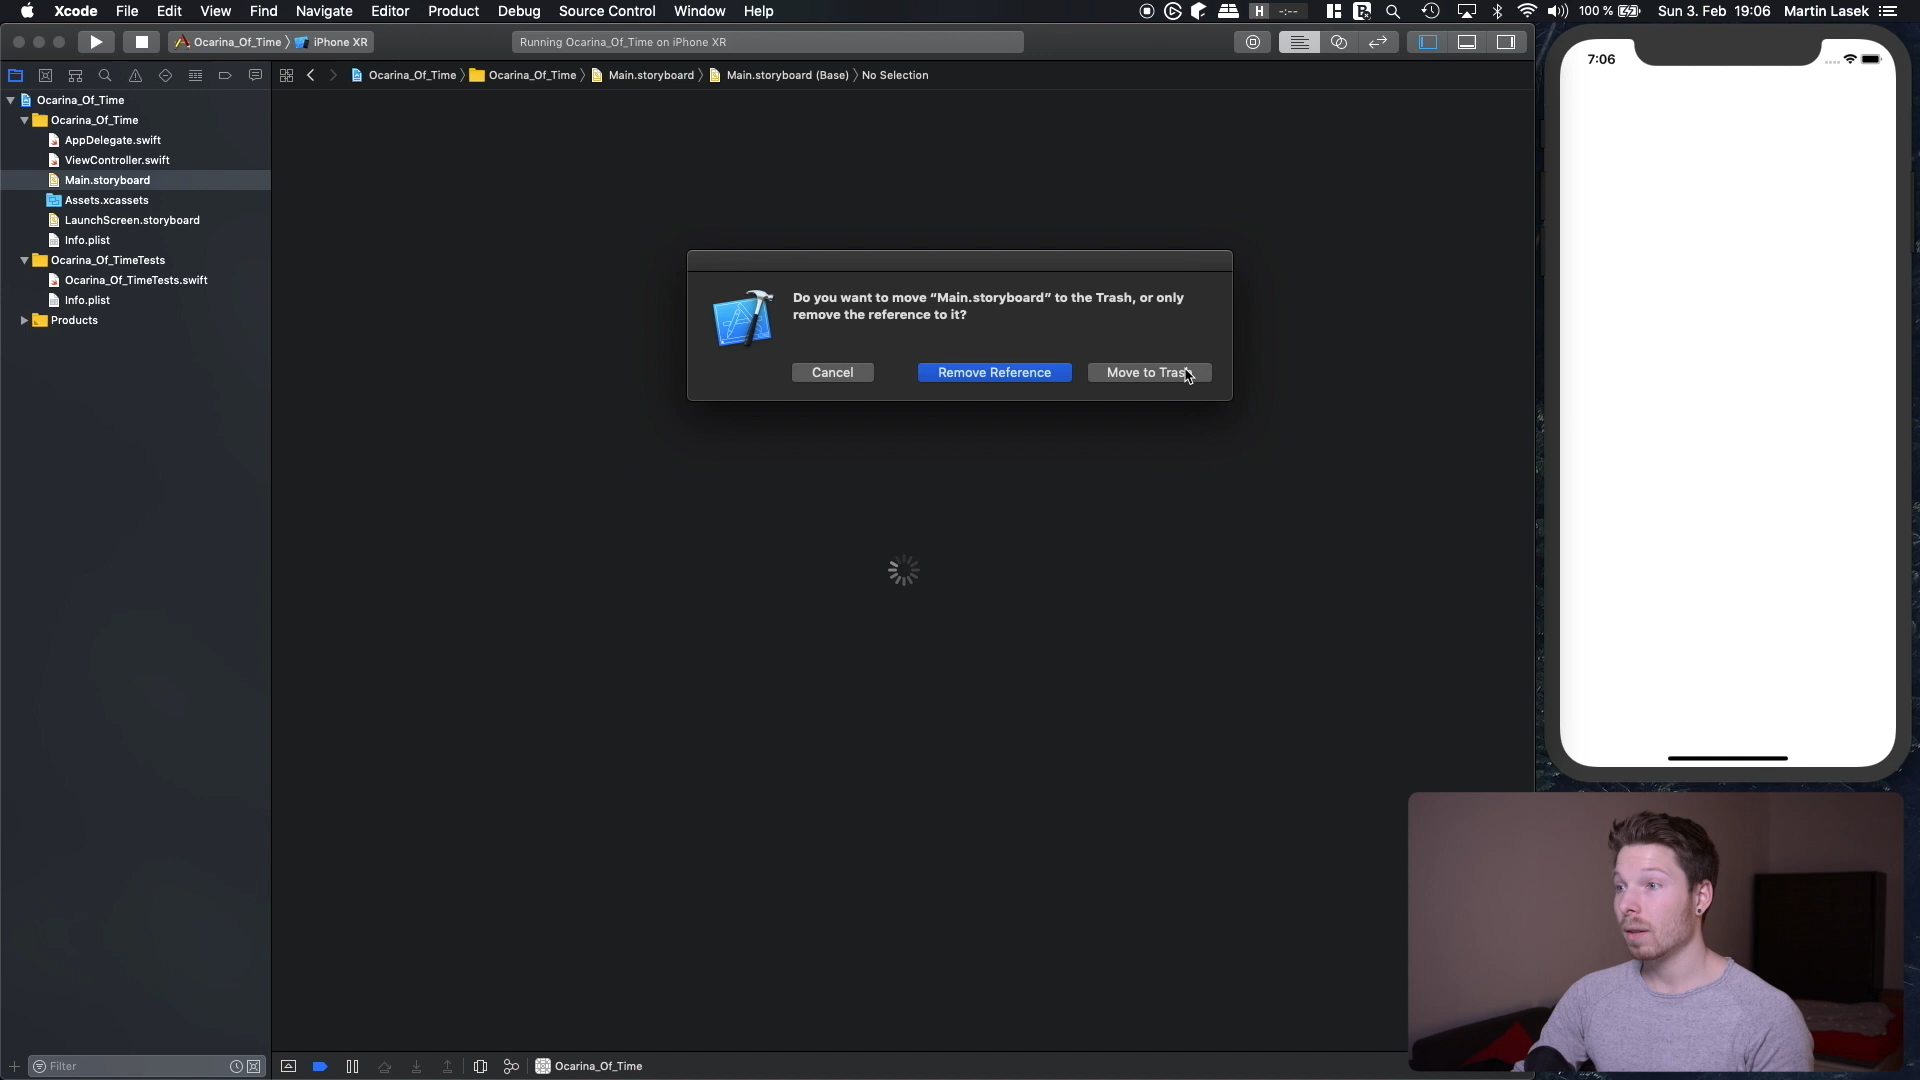 Xcode File Edit View Find Navigate Editor Product Debug Source Control Window Help
H -:-- 100 % Sun 3. Feb 19:06 Martin Lasek
Ocarina_Of_Time iPhone XR
Running Ocarina_Of_Time on iPhone XR
Ocarina_Of_Time Ocarina_Of_Time Main.storyboard Main.storyboard (Base) No Selection
Ocarina_Of_Time
Ocarina_Of_Time
AppDelegate.swift
ViewController.swift
Main.storyboard
Assets.xcassets
LaunchScreen.storyboard
Info.plist
Ocarina_Of_TimeTests
Ocarina_Of_TimeTests.swift
Info.plist
Products
Do you want to move “Main.storyboard” to the Trash, or only
remove the reference to it?
Cancel Remove Reference Move to Trash
7:06
Filter
Ocarina_Of_Time